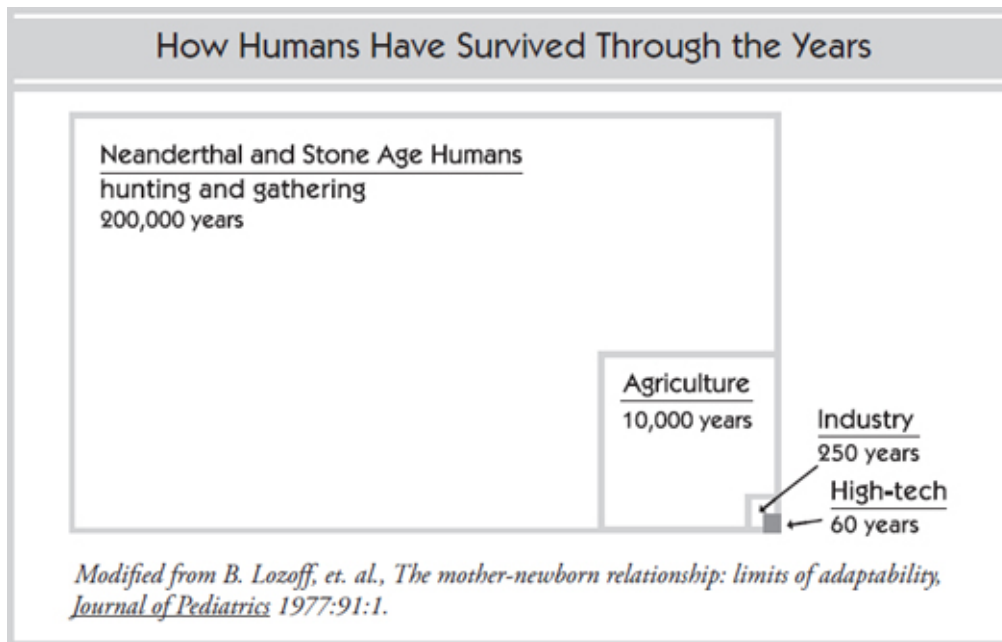 How Humans Have Survived Through the Years
Neanderthal and Stone Age Humans
hunting and gathering
200,000 years
Agriculture
10,000 years
Industry
250 years
High-tech
60 years
Modified from B. Lozoff, et. al., The mother-newborn relationship: limits of adaptability,
Journal of Pediatrics 1977:91:1.